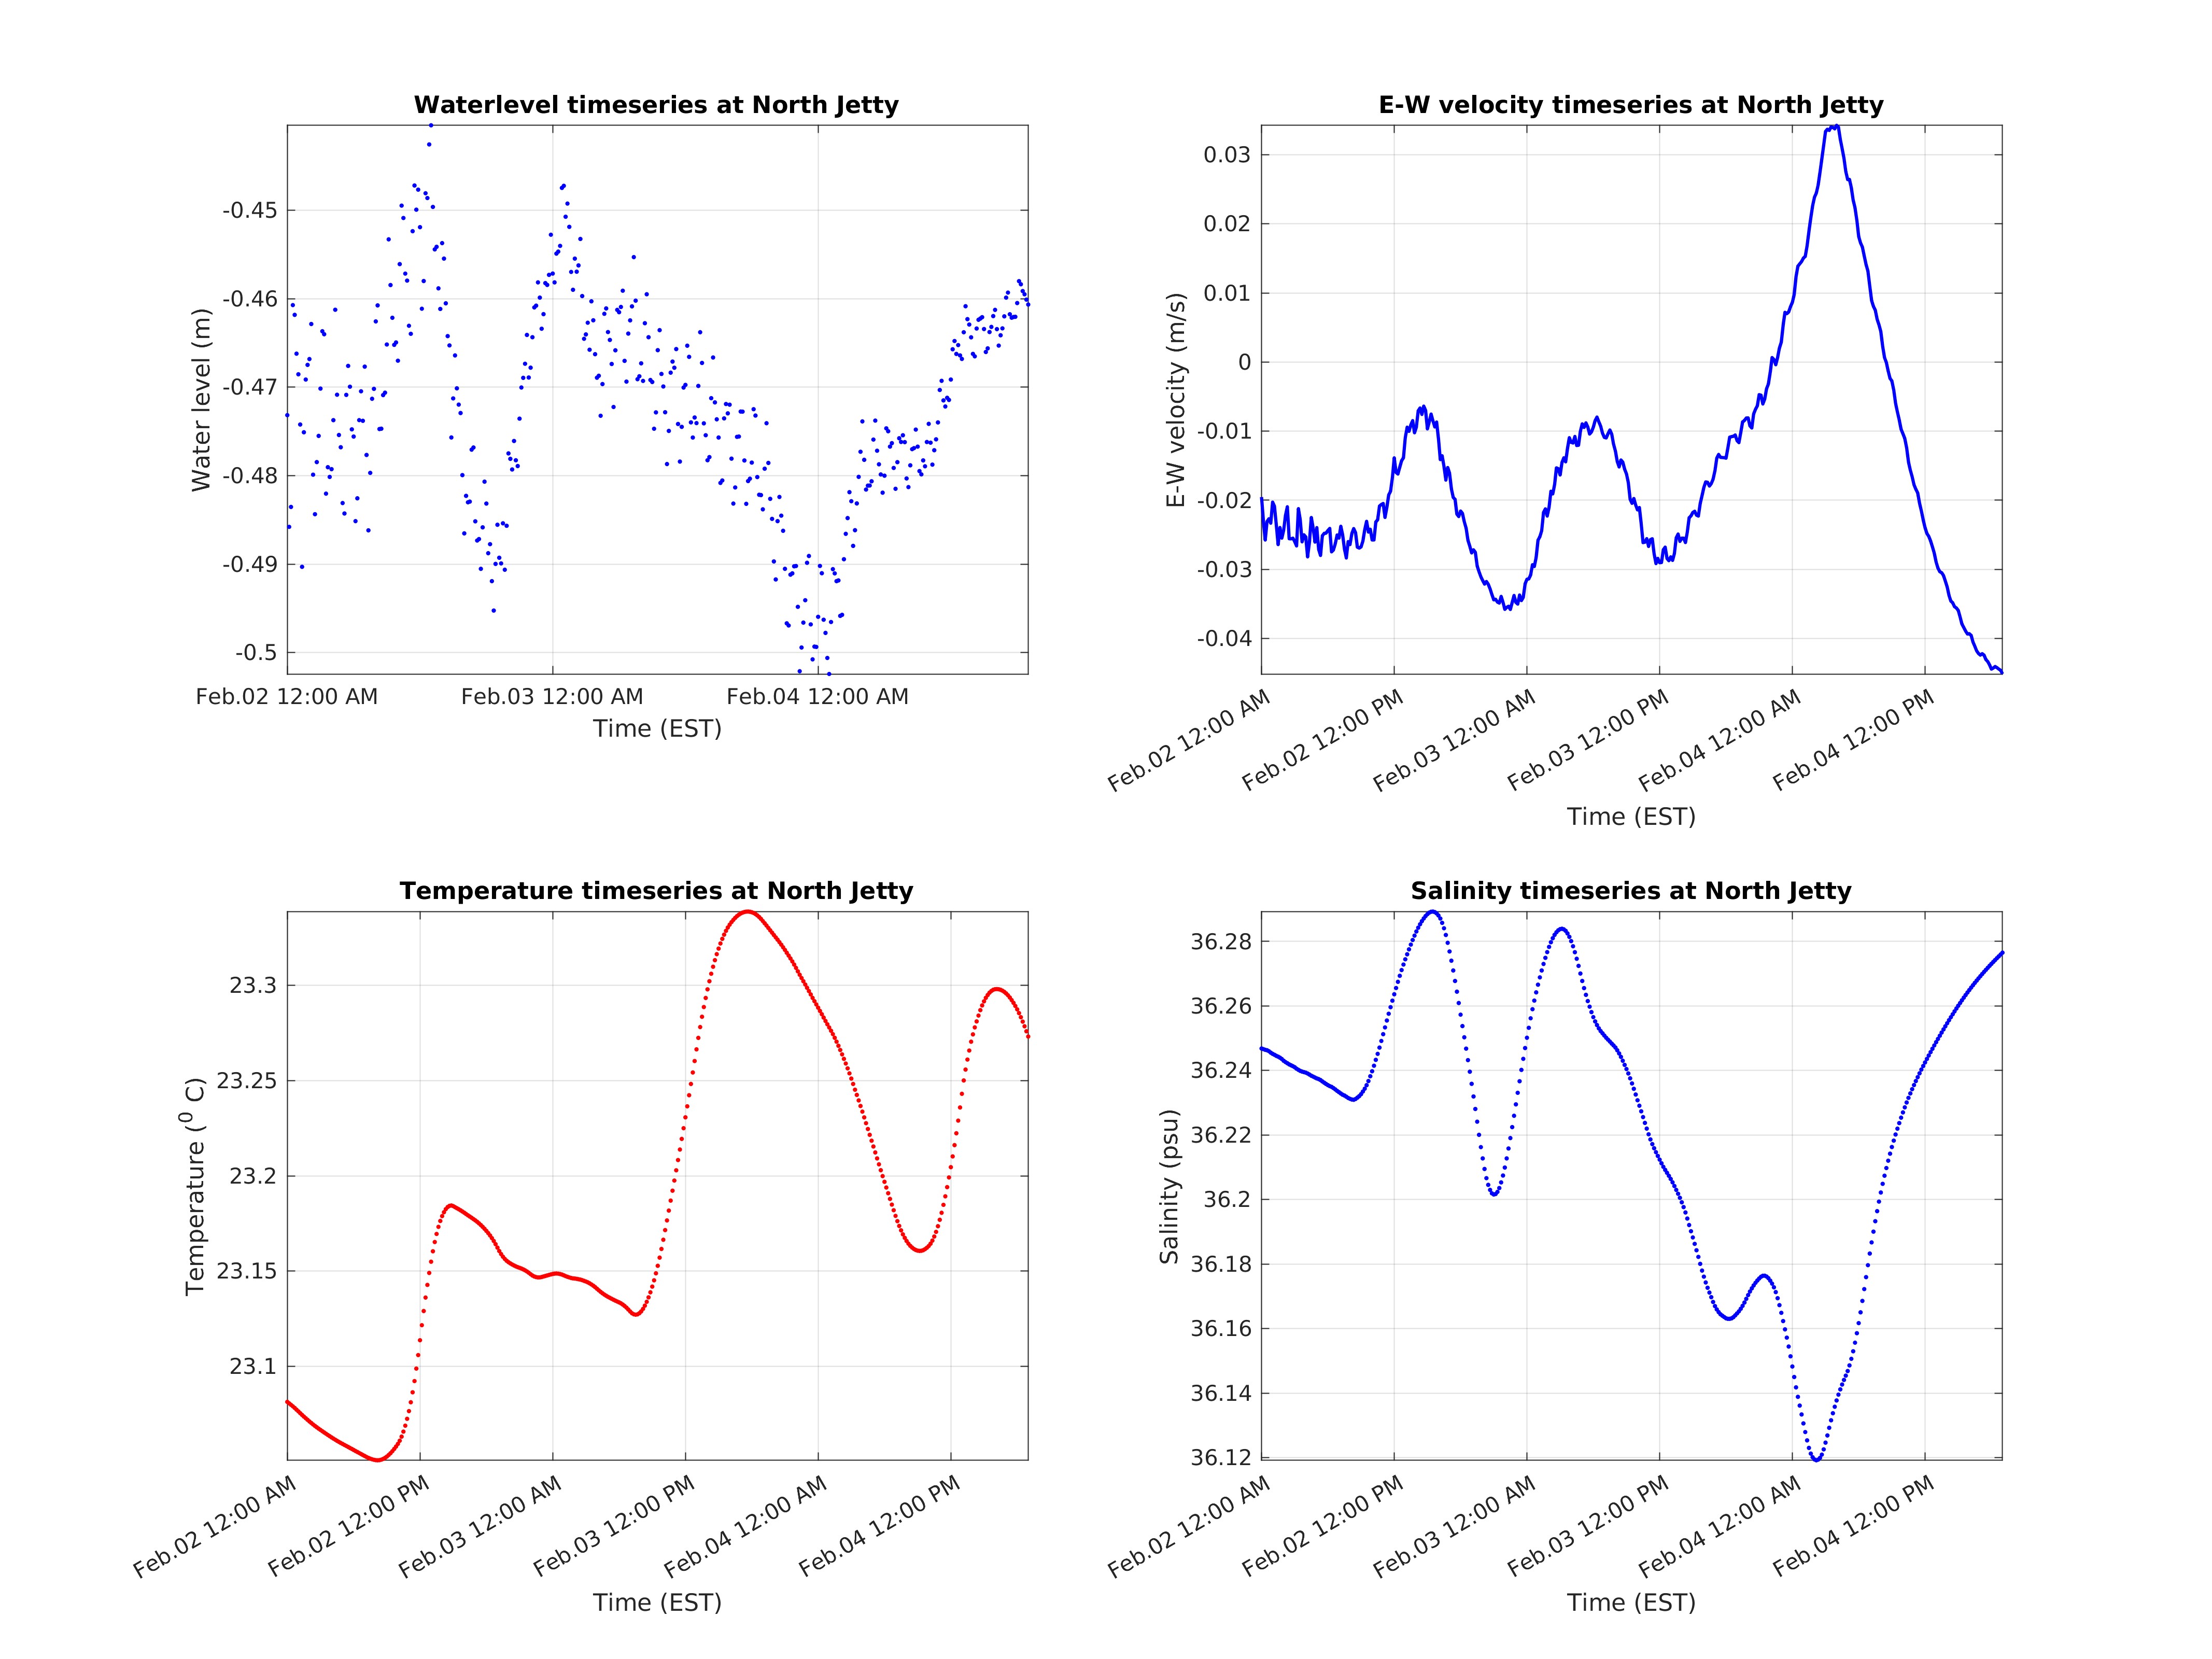 Waterlevel timeseries at North Jetty
Water level (m)
-0.45
-0.46
-0.47
-0.48
-0.49
-0.5
Feb.02 12:00 AM Feb.03 12:00 AM Feb.04 12:00 AM
Time (EST)
E-W velocity timeseries at North Jetty
E-W velocity (m/s)
0.03
0.02
0.01
0
-0.01
-0.02
-0.03
-0.04
Feb.02 12:00 AM
Feb.02 12:00 PM
Feb.03 12:00 AM
Feb.03 12:00 PM
Feb.04 12:00 AM
Feb.04 12:00 PM
Time (EST)
Temperature timeseries at North Jetty
Temperature (⁰ C)
23.3
23.25
23.2
23.15
23.1
Feb.02 12:00 AM
Feb.02 12:00 PM
Feb.03 12:00 AM
Feb.03 12:00 PM
Feb.04 12:00 AM
Feb.04 12:00 PM
Time (EST)
Salinity timeseries at North Jetty
Salinity (psu)
36.28
36.26
36.24
36.22
36.2
36.18
36.16
36.14
36.12
Feb.02 12:00 AM
Feb.02 12:00 PM
Feb.03 12:00 AM
Feb.03 12:00 PM
Feb.04 12:00 AM
Feb.04 12:00 PM
Time (EST)